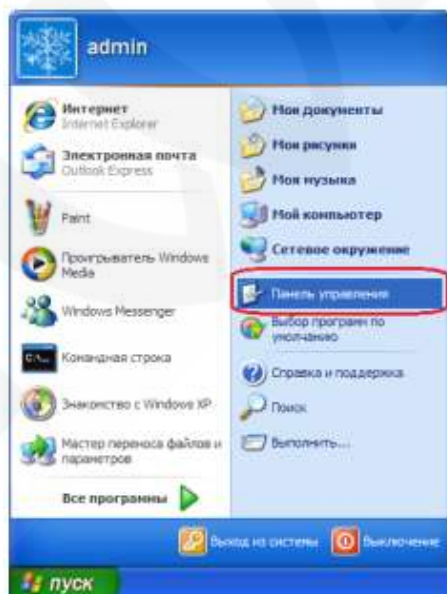 admin
Интернет
Internet Explorer
Электронная почта
Outlook Express
Paint
Проигрыватель Windows
Media
Windows Messenger
C:\_
Командная строка
Знакомство с Windows XP
Мастер переноса файлов и
параметров
Все программы
Мои документы
Мои рисунки
Моя музыка
Мой компьютер
Сетевое окружение
Панель управления
Выбор программ по
умолчанию
Справка и поддержка
Поиск
Выполнить...
Выход из системы
Выключение
пуск